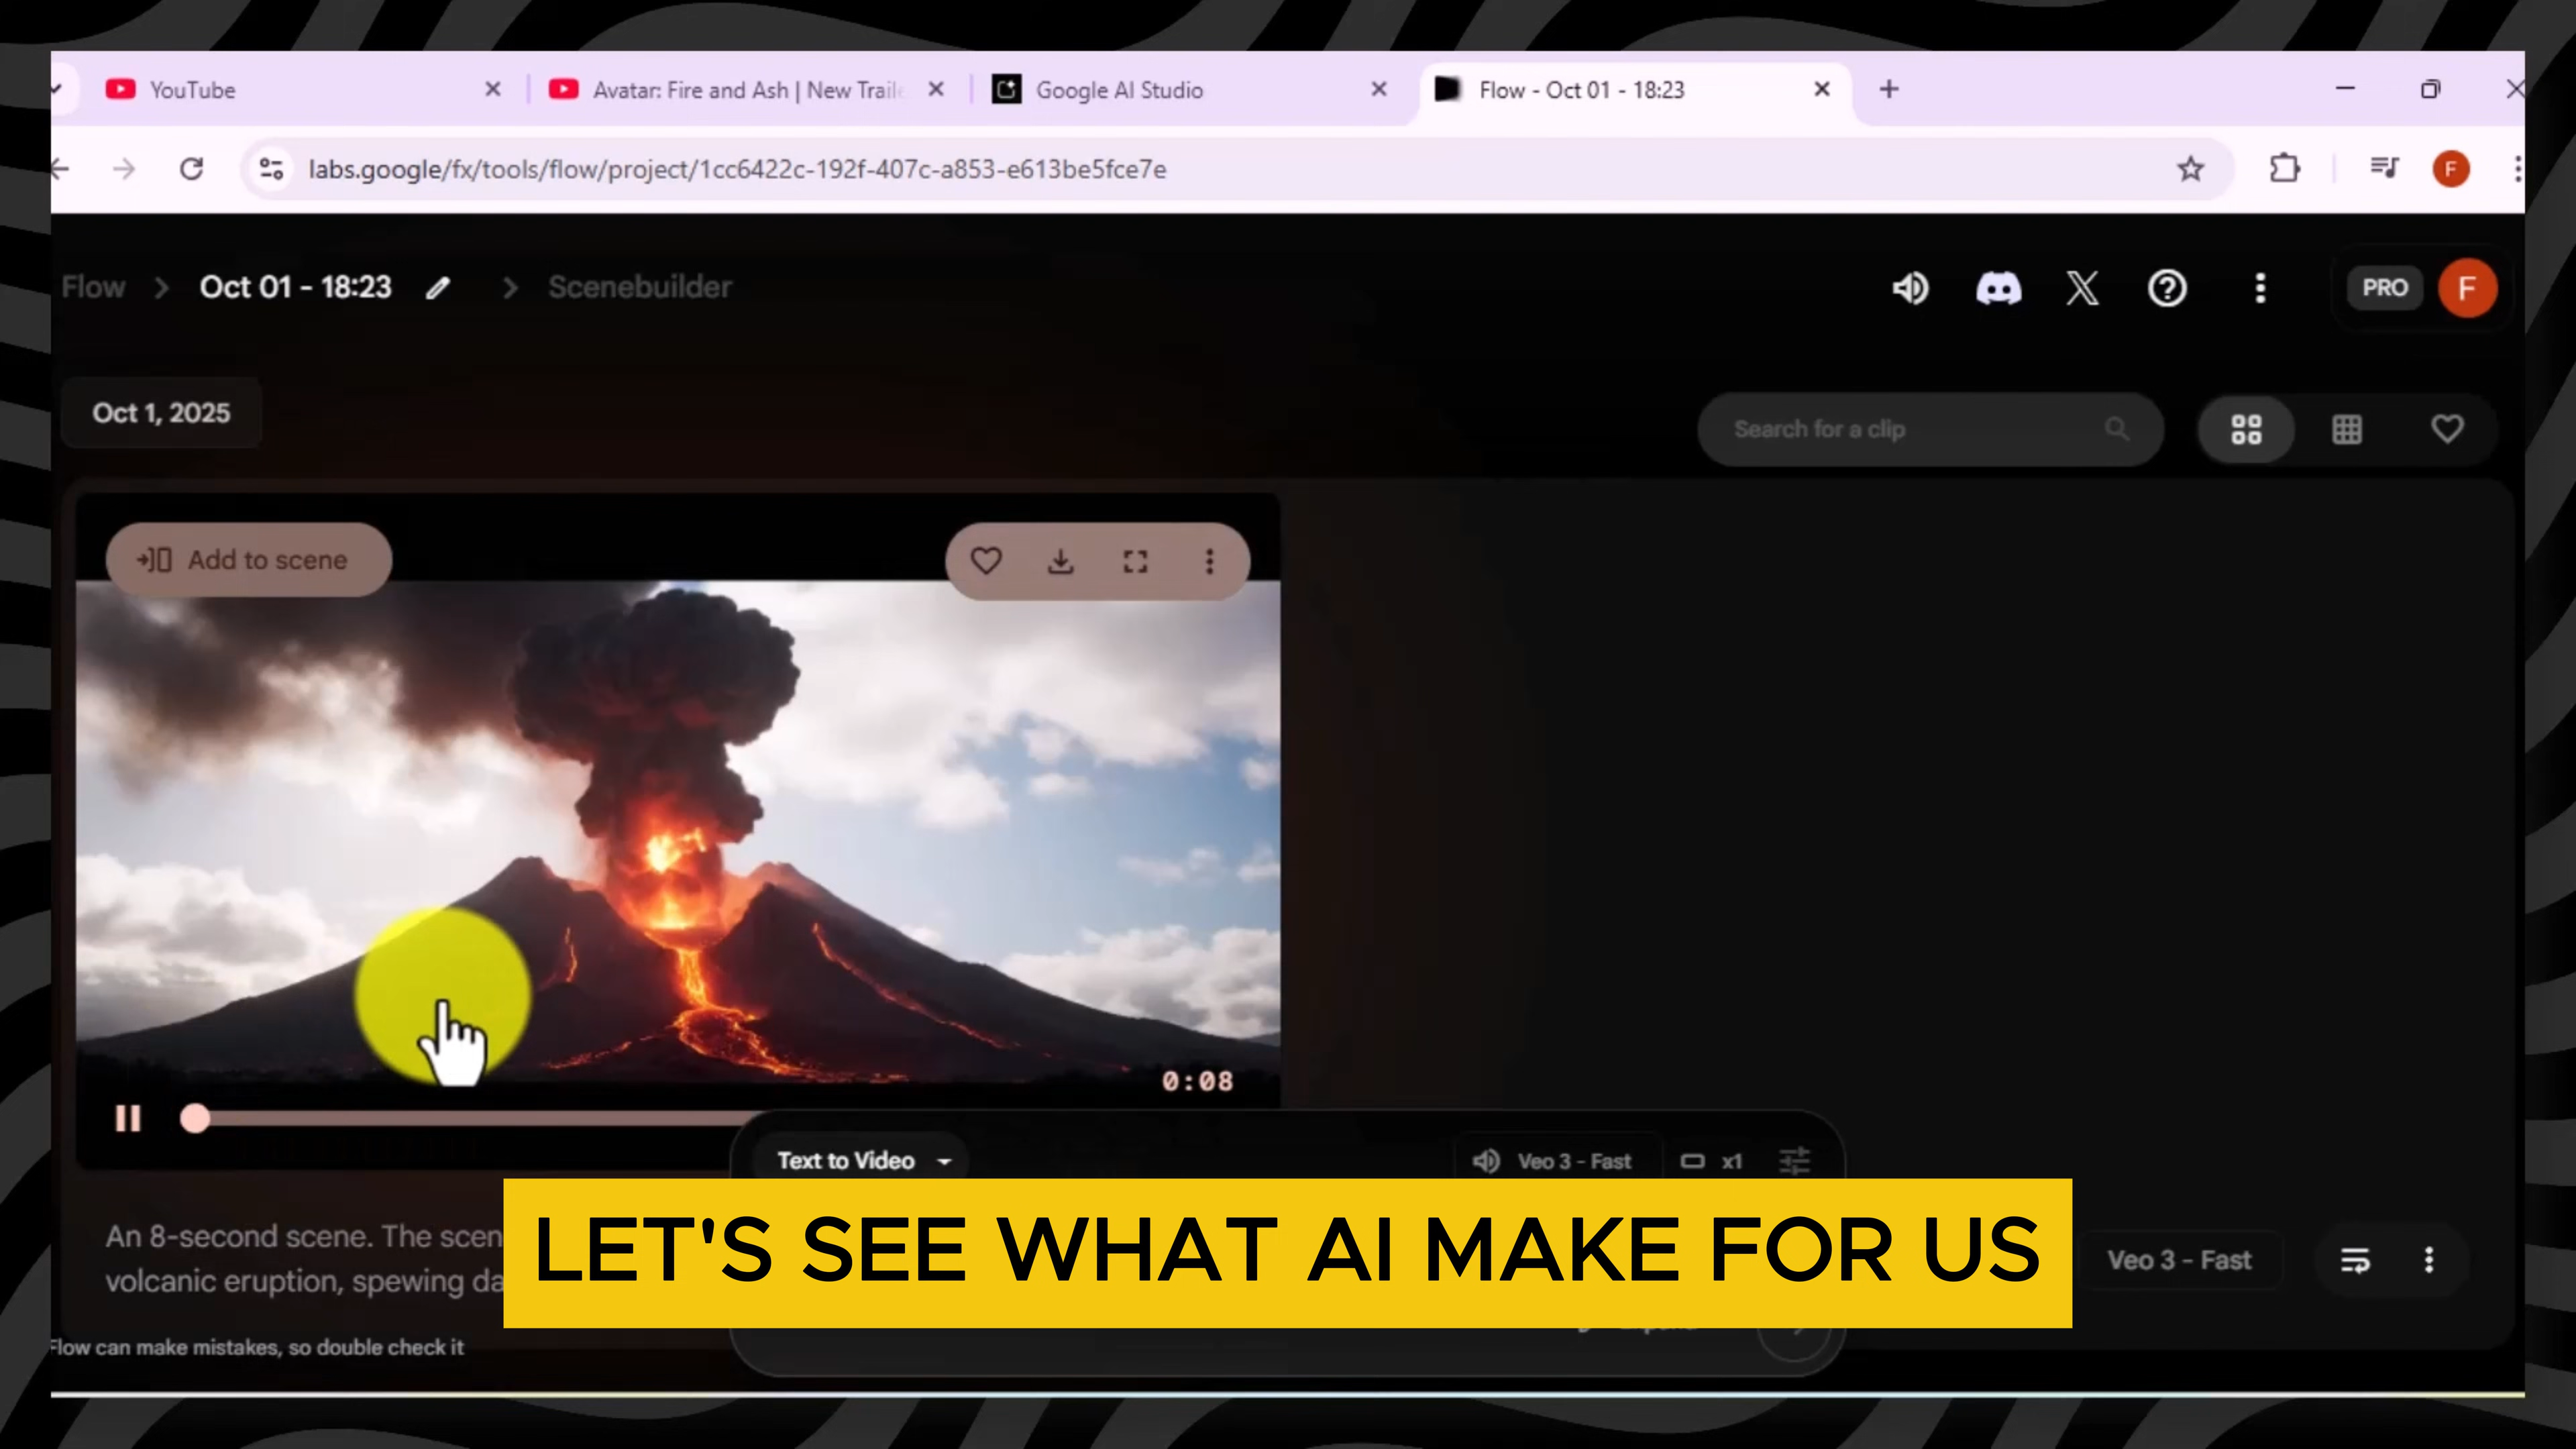 YouTube
Avatar: Fire and Ash | New Traile
Google AI Studio
Flow - Oct 01 - 18:23
labs.google/fx/tools/flow/project/1cc6422c-192f-407c-a853-e613be5fce7e
F
Flow
Oct 01 - 18:23
Scenebuilder
PRO
F
Oct 1, 2025
Search for a clip
Add to scene
0:08
Text to Video
Veo 3 - Fast
x1
An 8-second scene. The scen
volcanic eruption, spewing da
LET'S SEE WHAT AI MAKE FOR US
Veo 3 - Fast
Flow can make mistakes, so double check it